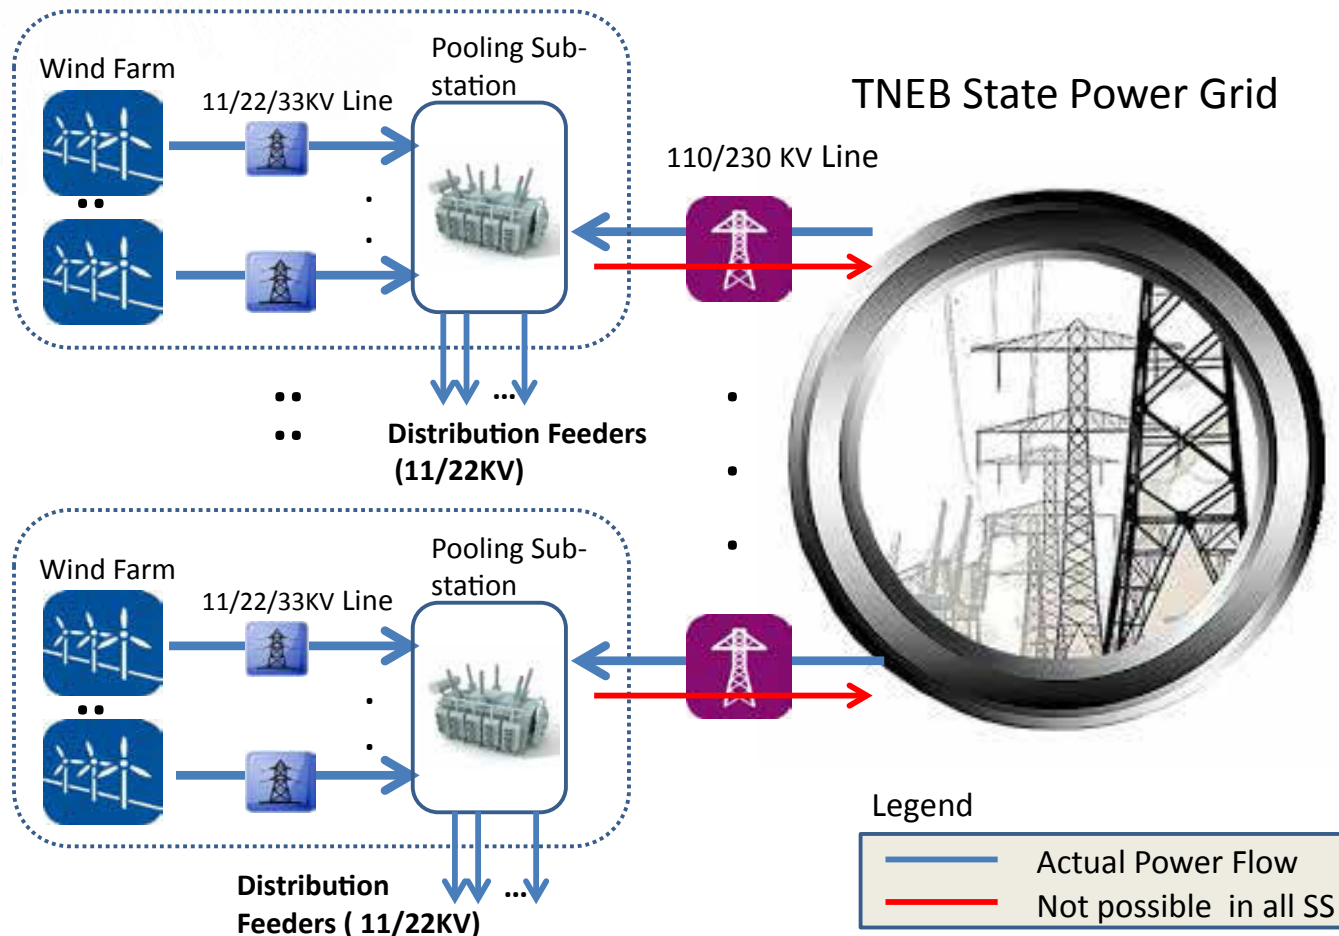 Wind Farm
11/22/33KV Line
Pooling Sub-
station
TNEB State Power Grid
110/230 KV Line
...
Distribution Feeders
(11/22KV)
Wind Farm
11/22/33KV Line
Pooling Sub-
station
...
Distribution
Feeders ( 11/22KV)
Legend
Actual Power Flow
Not possible in all SS